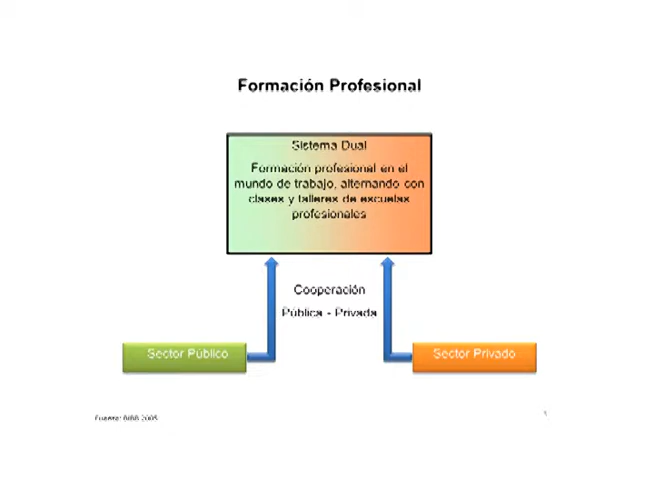 Formación Profesional
Sistema Dual
Formación profesional en el
mundo de trabajo, alternando con
clases y talleres de escuelas
profesionales
Cooperación
Pública - Privada
Sector Público
Sector Privado
Fuente: BIBB 2005